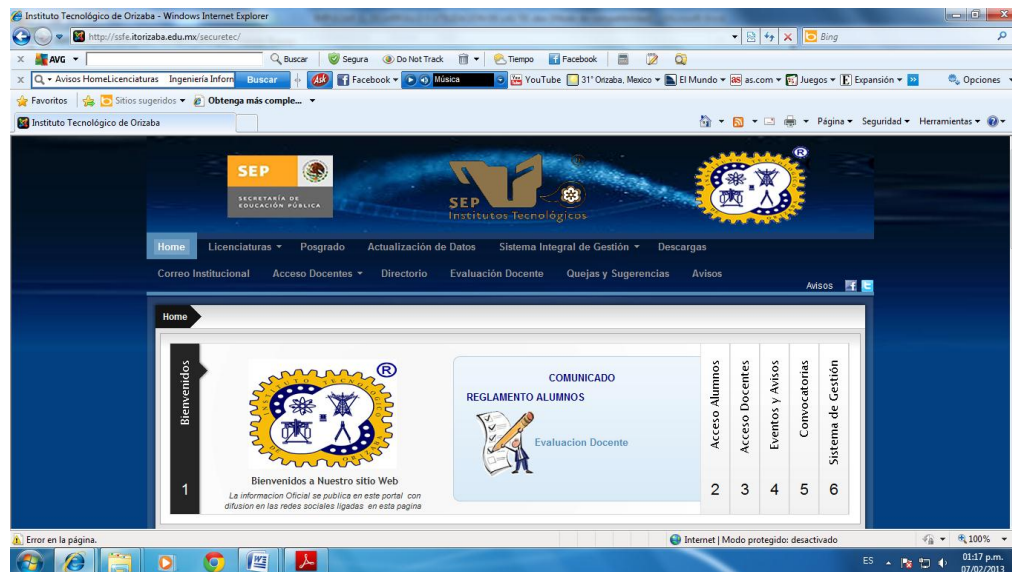 Instituto Tecnológico de Orizaba - Windows Internet Explorer
http://ssfe.itorizaba.edu.mx/securetec/
Bing
AVG
Buscar
Segura
Do Not Track
Tiempo
Facebook
Avisos HomeLicenciaturas Ingeniería Inform
Buscar
Ask
Facebook
Música
YouTube
31° Orizaba, Mexico
El Mundo
as as.com
Juegos
Expansión
Opciones
Favoritos
Sitios sugeridos
Obtenga más comple...
Instituto Tecnológico de Orizaba
Página
Seguridad
Herramientas
SEP
SECRETARÍA DE
EDUCACIÓN PÚBLICA
SEP
Institutos Tecnológicos
®
Home
Licenciaturas
Posgrado
Actualización de Datos
Sistema Integral de Gestión
Descargas
Correo Institucional
Acceso Docentes
Directorio
Evaluación Docente
Quejas y Sugerencias
Avisos
Avisos
Home
Bienvenidos
1
INSTITUTO TECNOLOGICO
DE ORIZABA
®
Bienvenidos a Nuestro sitio Web
La informacion Oficial se publica en este portal con
difusion en las redes sociales ligadas en esta pagina
COMUNICADO
REGLAMENTO ALUMNOS
Evaluacion Docente
Acceso Alumnos
2
Acceso Docentes
3
Eventos y Avisos
4
Convocatorias
5
Sistema de Gestión
6
Error en la página.
Internet | Modo protegido: desactivado
100%
ES
01:17 p.m.
07/02/2013